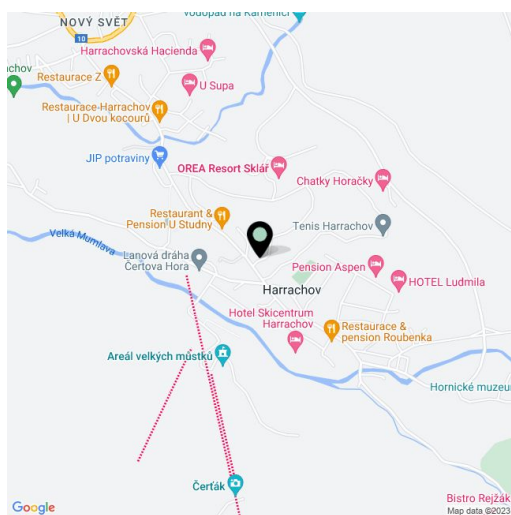 vodopád na Kamenici
NOVÝ SVĚT
10
Harrachovská Hacienda
Restaurace Z
U Supa
Restaurace-Harrachov
| U Dvou kocourů
JIP potraviny
OREA Resort Sklář
Chatky Horačky
Restaurant &
Pension U Studny
Tenis Harrachov
Velká Mumlava
Lanová dráha
Čertova Hora
Pension Aspen
HOTEL Ludmila
Harrachov
Hotel Skicentrum
Harrachov
Restaurace &
pension Roubenka
Areál velkých můstků
Hornické muzeu
Čerťák
Bistro Rejžák
Google
Map data ©2023